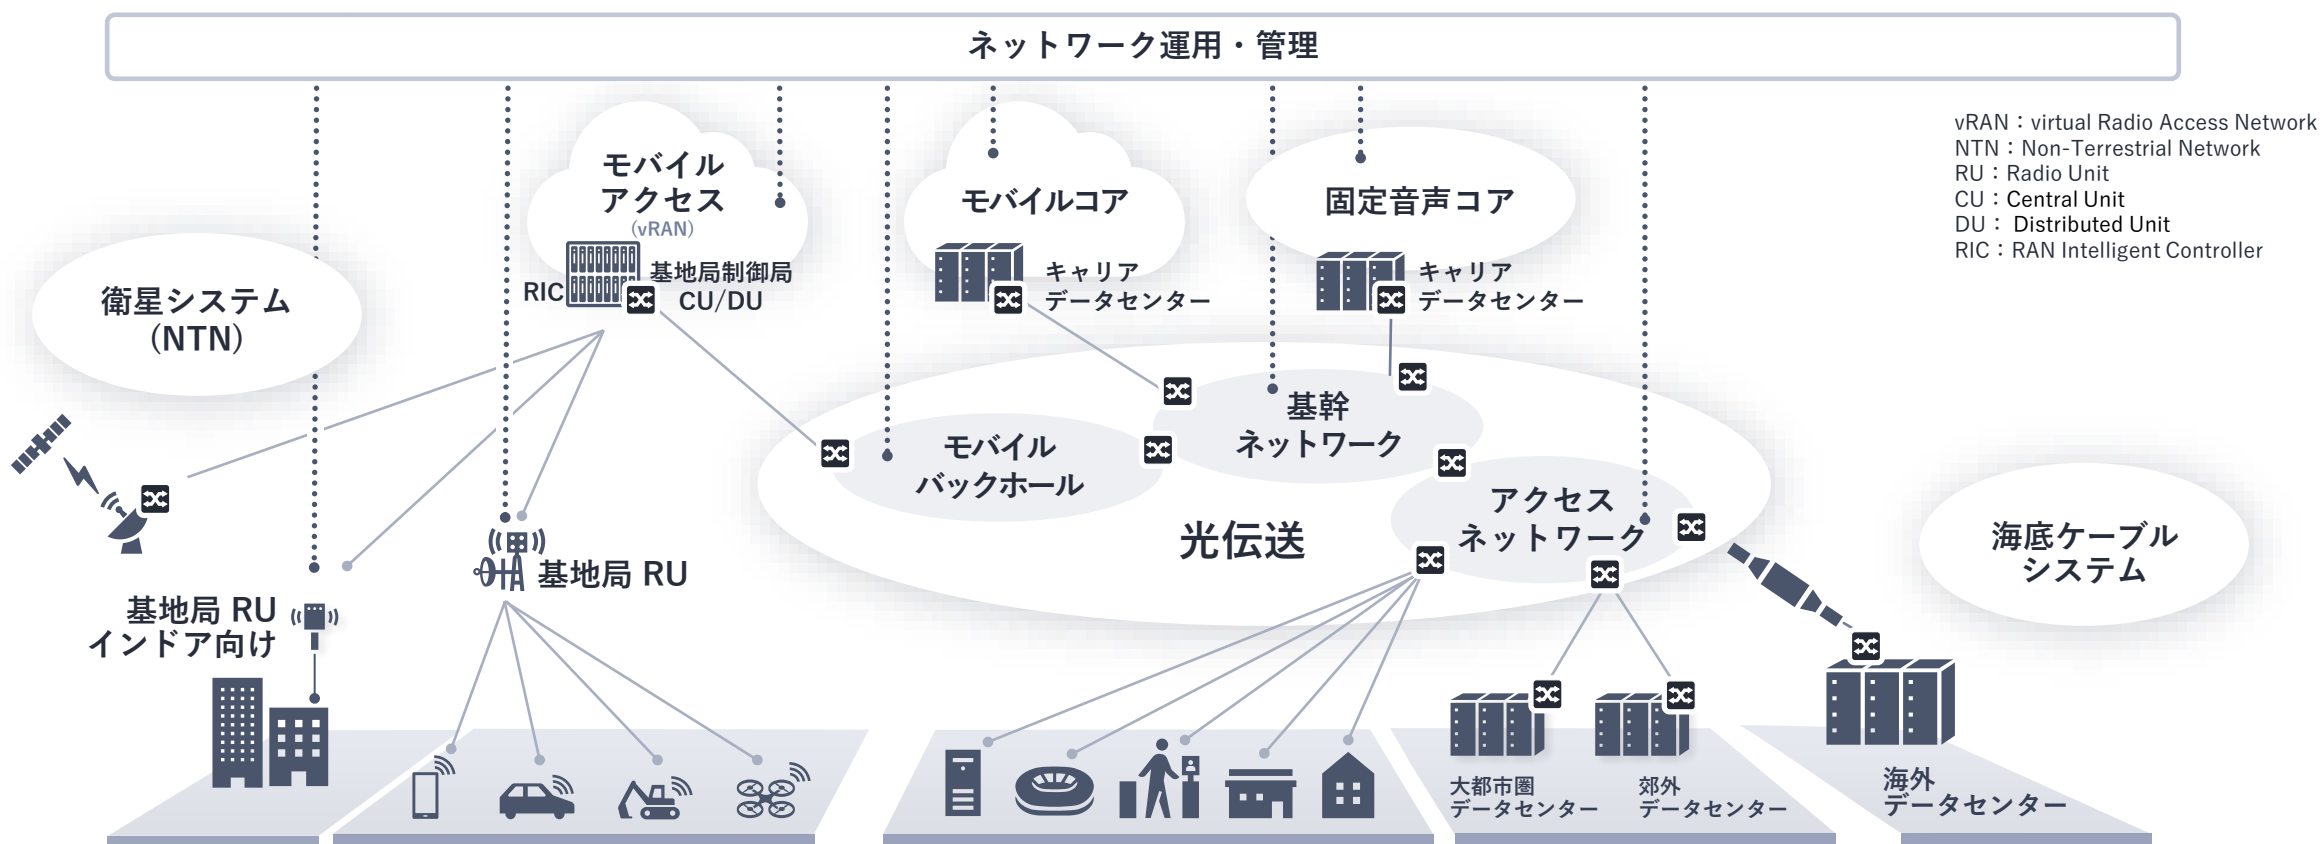 ネットワーク運用・管理
vRAN：virtual Radio Access Network
NTN：Non-Terrestrial Network
RU：Radio Unit
CU：Central Unit
DU： Distributed Unit
RIC：RAN Intelligent Controller
モバイル
アクセス
(vRAN)
RIC
基地局制御局
CU/DU
モバイルコア
キャリア
データセンター
固定音声コア
キャリア
データセンター
衛星システム
(NTN)
基幹
ネットワーク
モバイル
バックホール
アクセス
ネットワーク
光伝送
海底ケーブル
システム
基地局 RU
基地局 RU
インドア向け
大都市圏
データセンター
郊外
データセンター
海外
データセンター